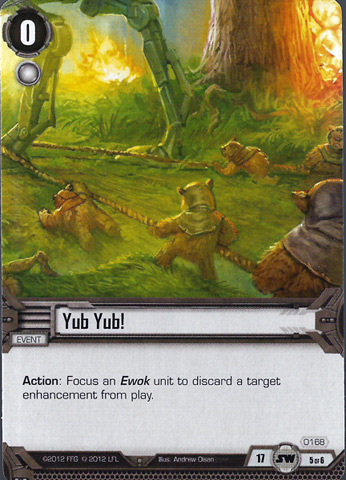 0
Yub Yub!
EVENT
Action: Focus an Ewok unit to discard a target
enhancement from play.
0168
©2012 FFG © 2012 LFL Illus. Andrew Olson
17 SW 5 OF 6